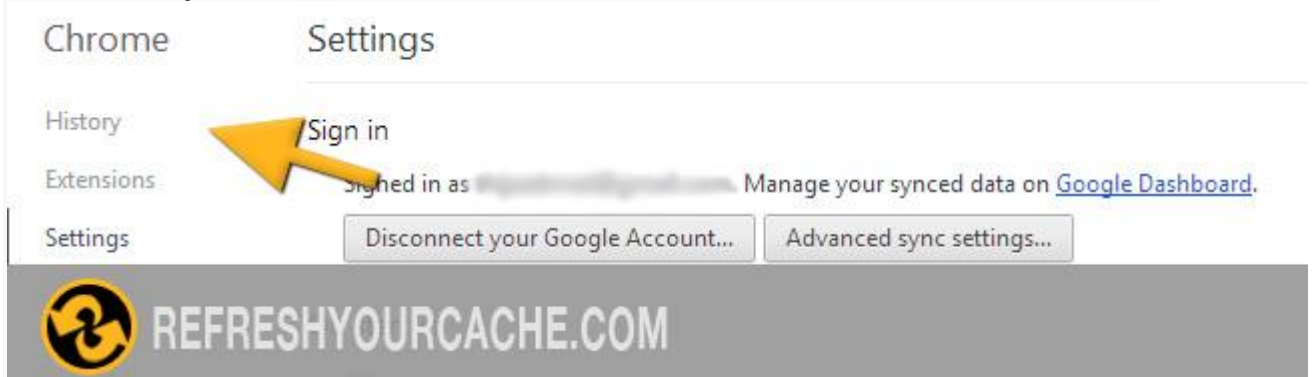 Chrome
Settings
History
Sign in
Extensions
Signed in as . Manage your synced data on Google Dashboard.
Settings
Disconnect your Google Account...
Advanced sync settings...
REFRESHYOURCACHE.COM